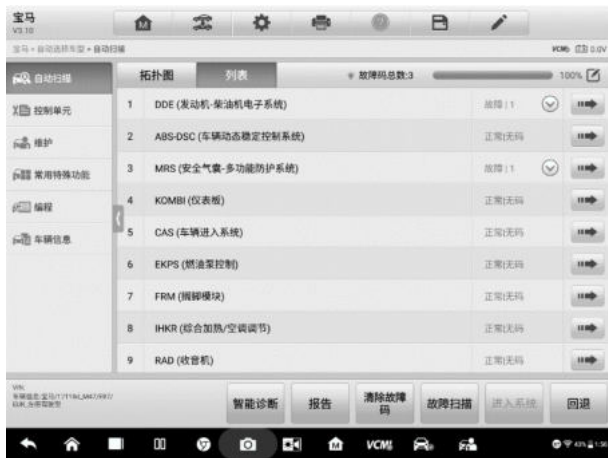 宝马
V3.10
宝马 > 自动选择车型 > 自动扫描
VCMI 0.0V
自动扫描
控制单元
维护
常用特殊功能
编程
车辆信息
拓扑图 列表 故障码总数:3 100%
1 DDE (发动机-柴油机电子系统) 故障 | 1
2 ABS-DSC (车辆动态稳定控制系统) 正常|无码
3 MRS (安全气囊-多功能防护系统) 故障 | 1
4 KOMBI (仪表板) 正常|无码
5 CAS (车辆进入系统) 正常|无码
6 EKPS (燃油泵控制) 正常|无码
7 FRM (搁脚模块) 正常|无码
8 IHKR (综合加热/空调调节) 正常|无码
9 RAD (收音机) 正常|无码
VIN:
智能诊断 报告 清除故障码 故障扫描 进入系统 回退
VCMI 43% 1:56